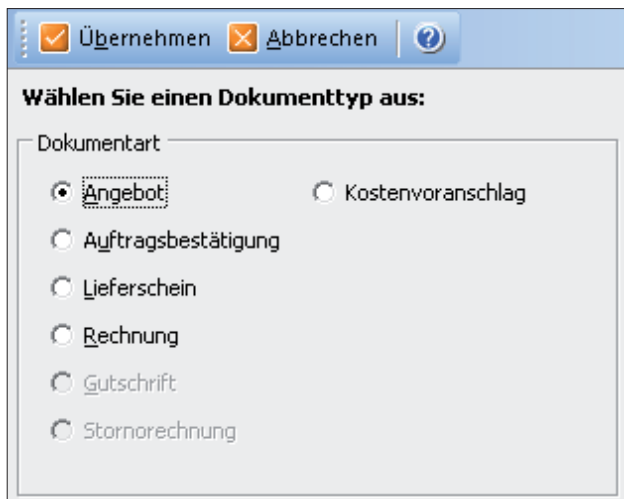 Übernehmen Abbrechen ?
Wählen Sie einen Dokumenttyp aus:
Dokumentart
Angebot Kostenvoranschlag
Auftragsbestätigung
Lieferschein
Rechnung
Gutschrift
Stornorechnung